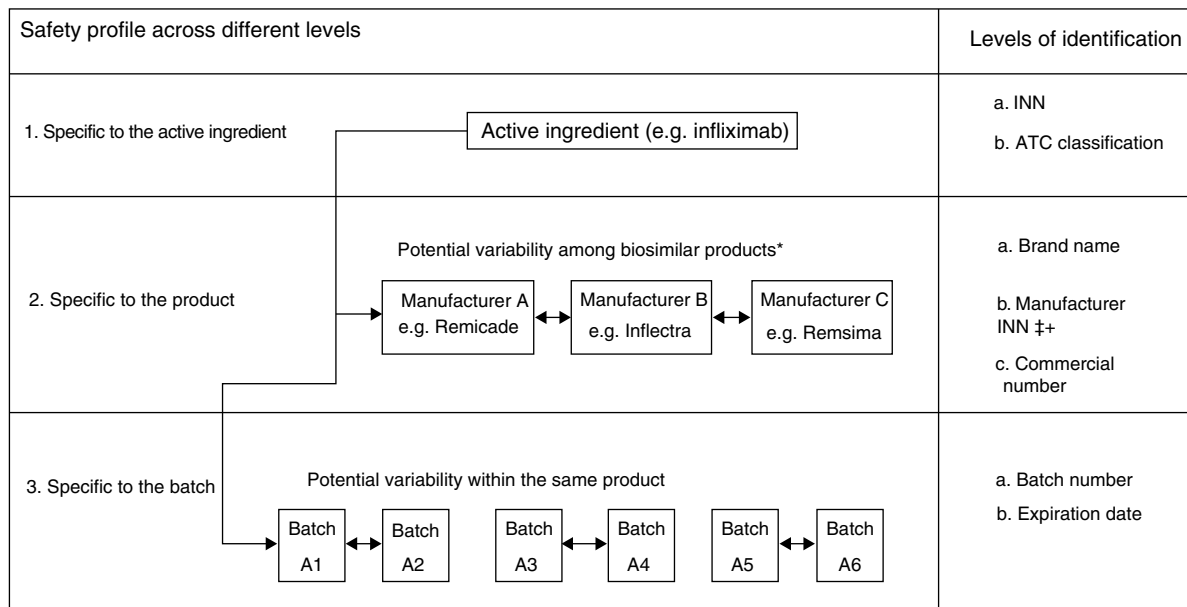 Safety profile across different levels
Levels of identification
1. Specific to the active ingredient
Active ingredient (e.g. infliximab)
a. INN
b. ATC classification
Potential variability among biosimilar products*
2. Specific to the product
Manufacturer A
e.g. Remicade
Manufacturer B
e.g. Inflectra
Manufacturer C
e.g. Remsima
a. Brand name
b. Manufacturer
INN ‡+
c. Commercial
number
Potential variability within the same product
3. Specific to the batch
Batch
A1
Batch
A2
Batch
A3
Batch
A4
Batch
A5
Batch
A6
a. Batch number
b. Expiration date